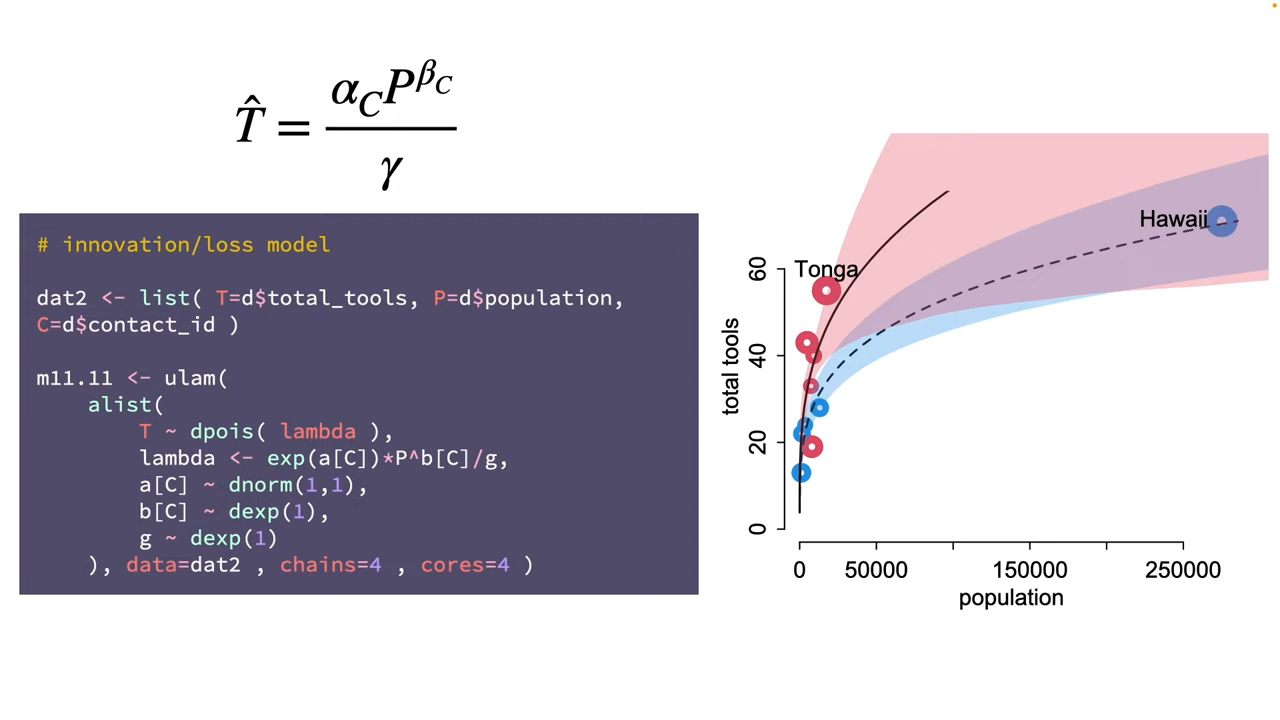 T̂ = α_C P^β_C / γ
# innovation/loss model
dat2 <- list( T=d$total_tools, P=d$population,
C=d$contact_id )
m11.11 <- ulam(
alist(
T ~ dpois( lambda ),
lambda <- exp(a[C])*P^b[C]/g,
a[C] ~ dnorm(1,1),
b[C] ~ dexp(1),
g ~ dexp(1)
), data=dat2 , chains=4 , cores=4 )
Hawaii
Tonga
total tools
60
40
20
0
0 50000 150000 250000
population